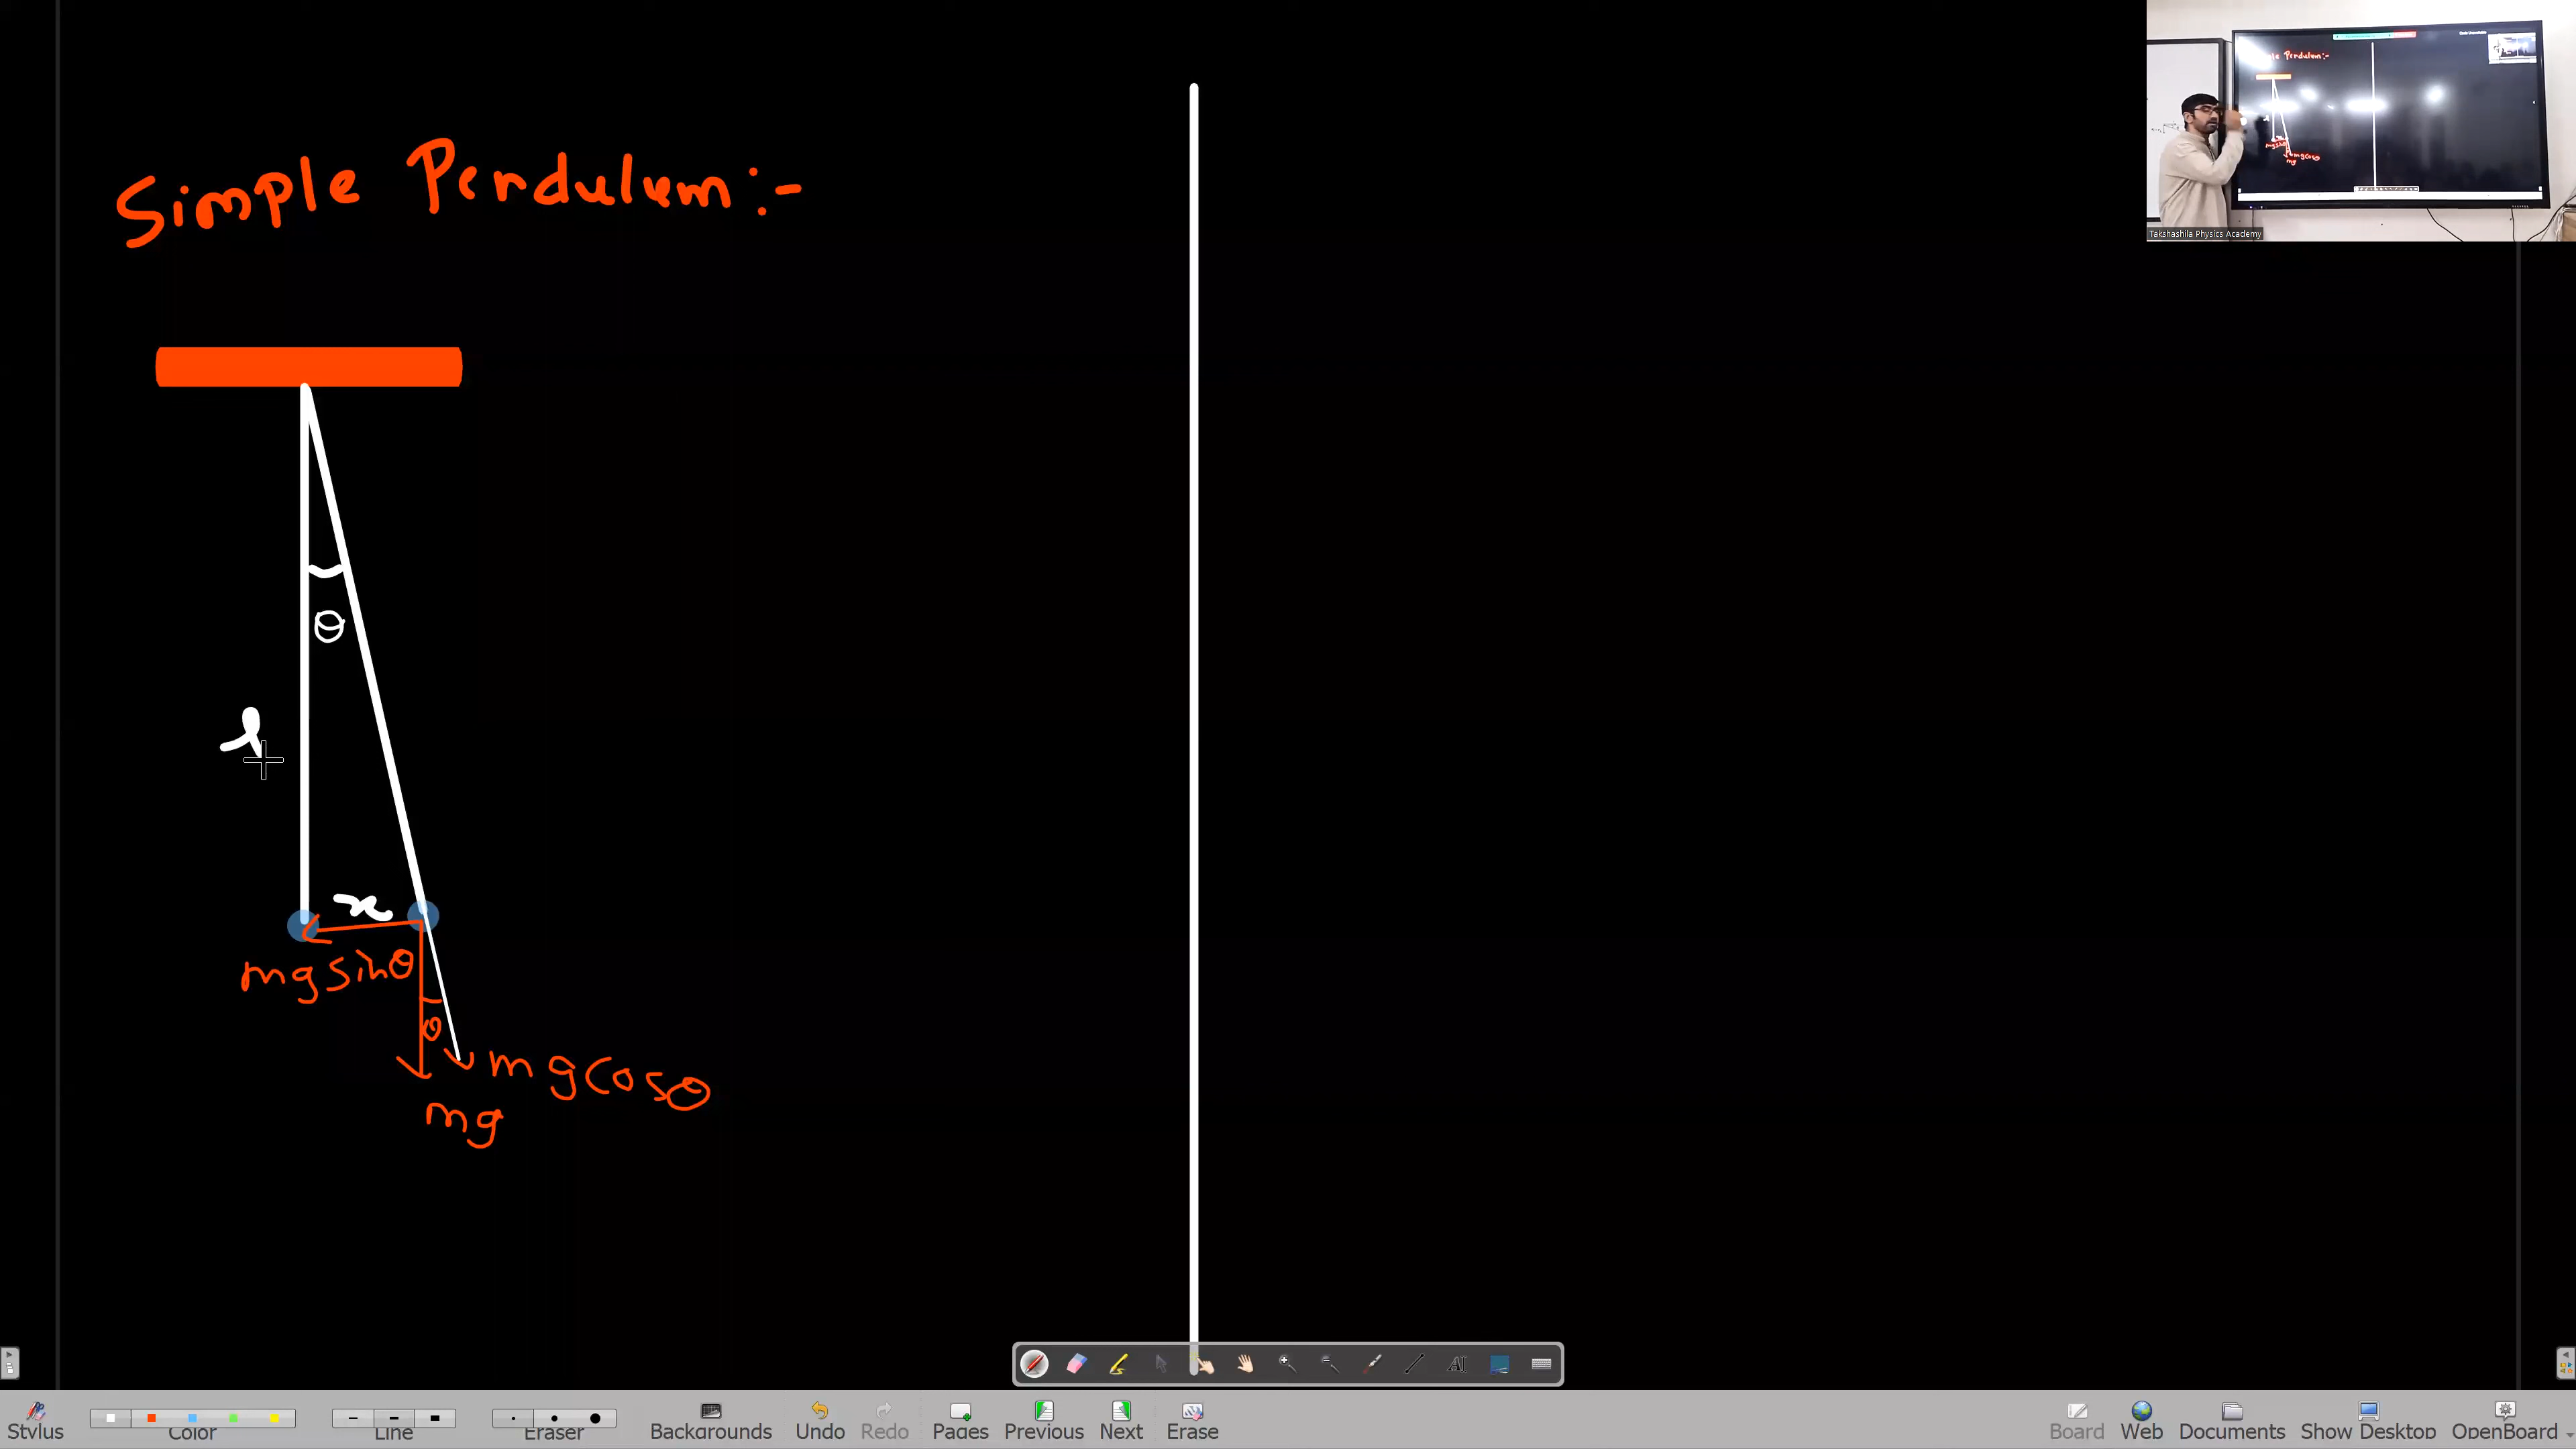 Simple Pendulum:-
Takshashila Physics Academy
θ
l
x
mg sinθ
θ
mg cosθ
mg
AI
Stylus
Color
Line
Eraser
Backgrounds
Undo
Redo
Pages
Previous
Next
Erase
Board
Web
Documents
Show Desktop
OpenBoard